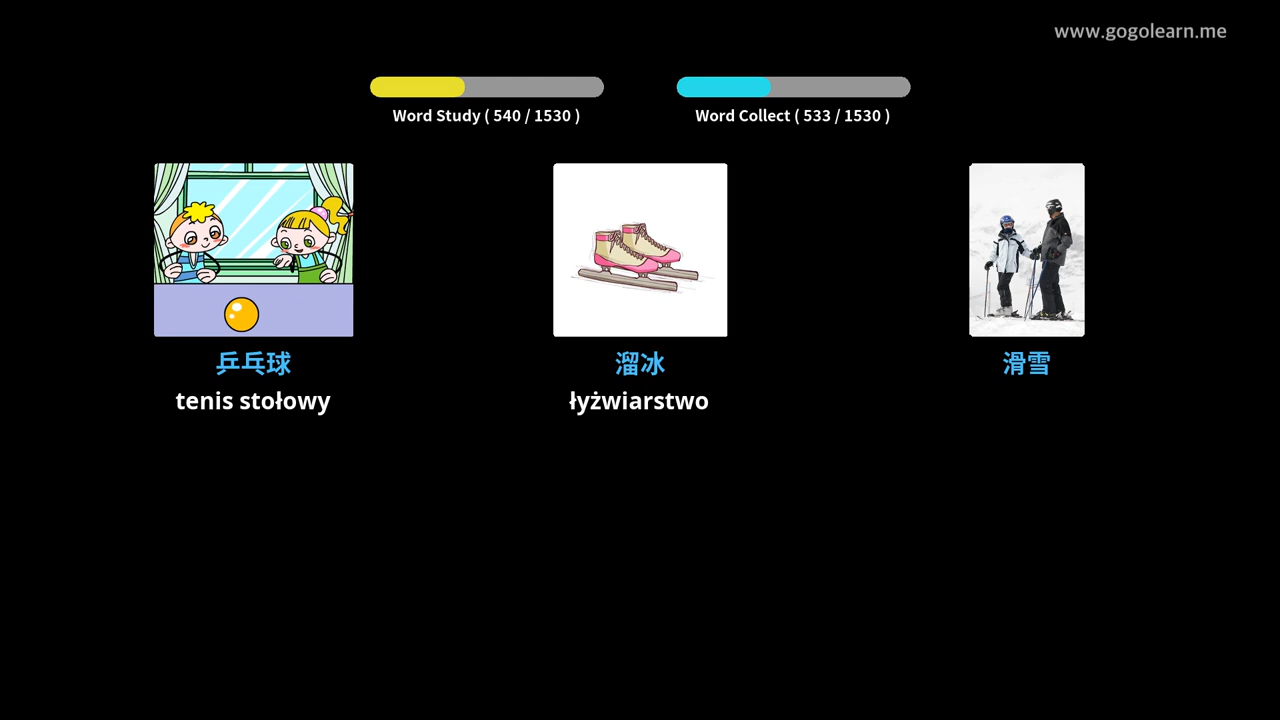 www.gogolearn.me
Word Study ( 540 / 1530 )
Word Collect ( 533 / 1530 )
乒乓球
溜冰
滑雪
tenis stołowy
łyżwiarstwo